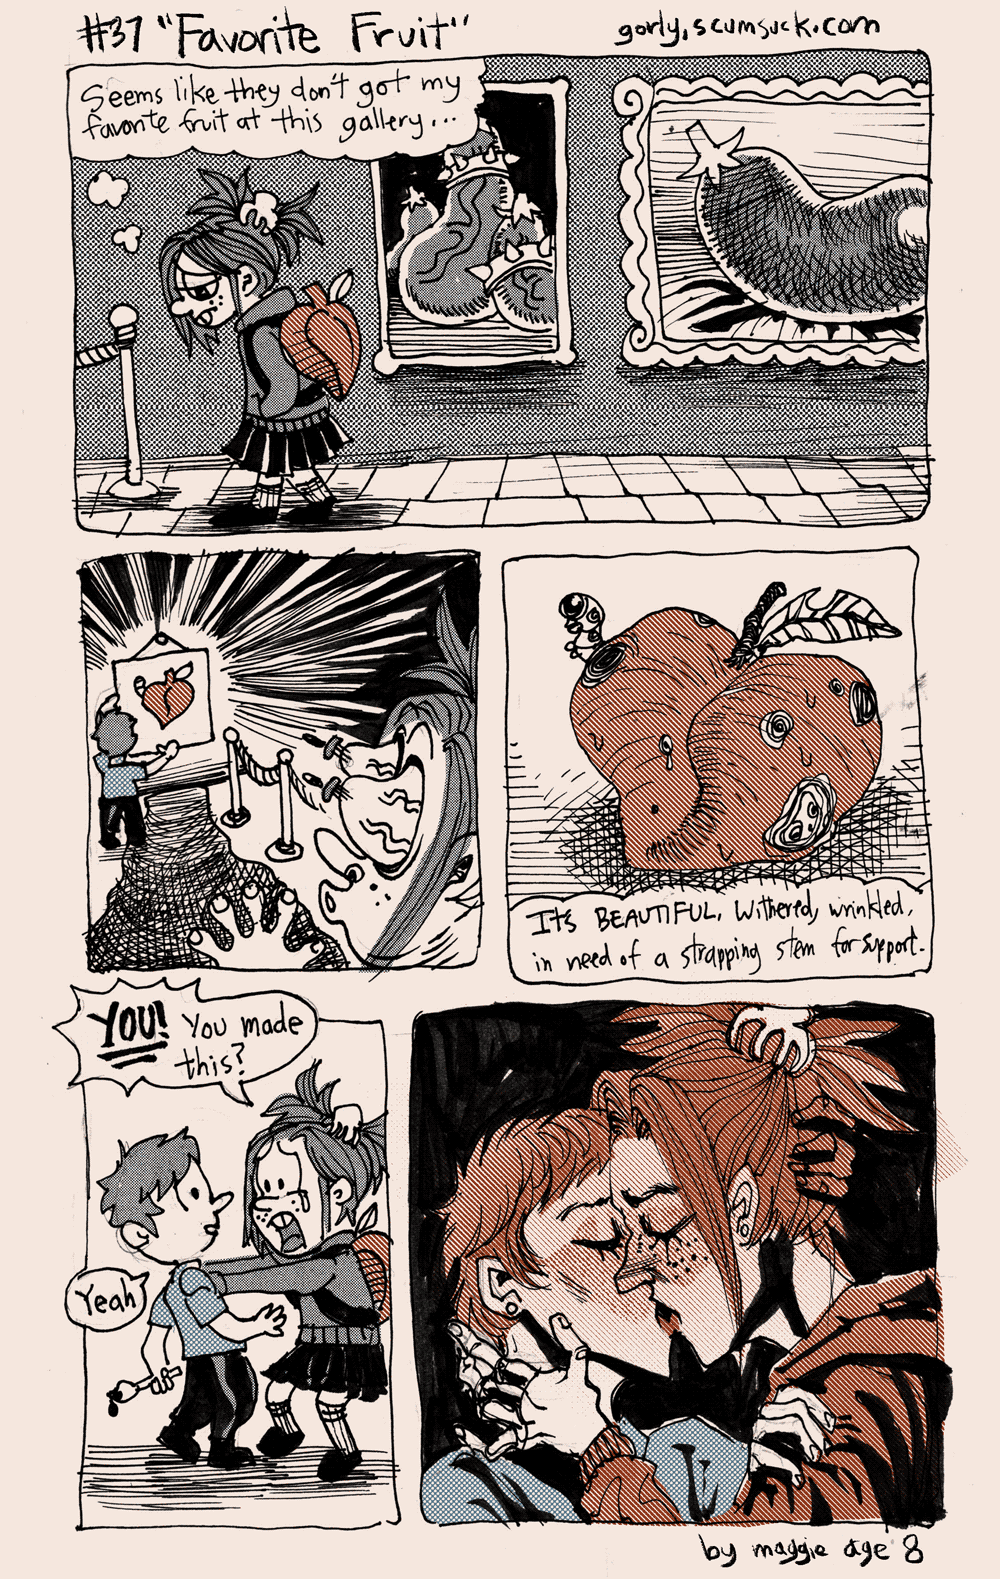 #37 "Favorite Fruit"
gorly.scumsuck.com
Seems like they don't got my
favorite fruit at this gallery...
Its BEAUTIFUL. Withered, wrinkled,
in need of a strapping stem for support.
YOU! You made
this?
Yeah
by maggie age 8